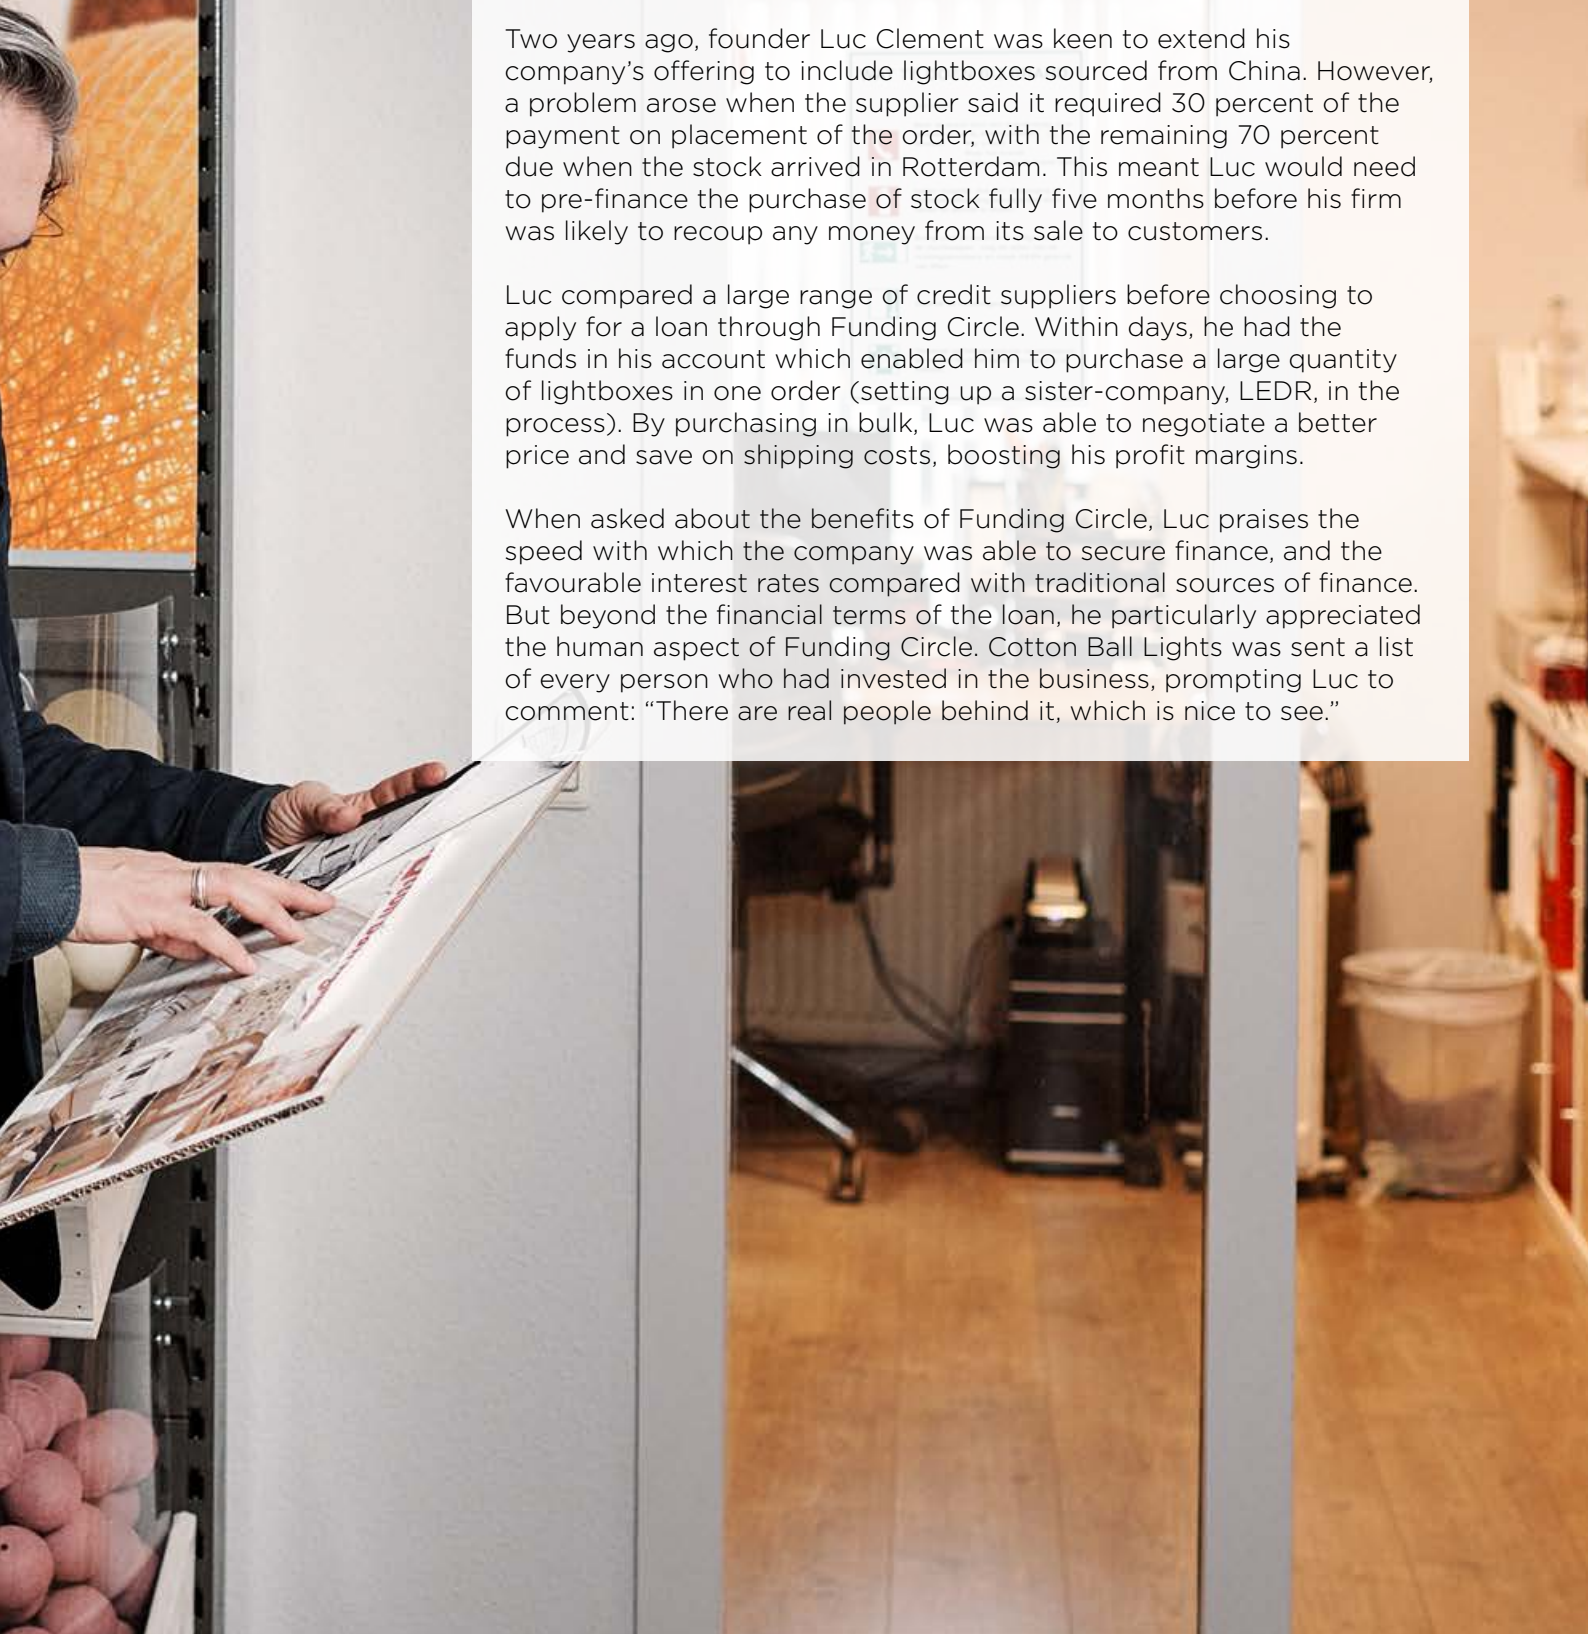 Two years ago, founder Luc Clement was keen to extend his
company’s offering to include lightboxes sourced from China. However,
a problem arose when the supplier said it required 30 percent of the
payment on placement of the order, with the remaining 70 percent
due when the stock arrived in Rotterdam. This meant Luc would need
to pre-finance the purchase of stock fully five months before his firm
was likely to recoup any money from its sale to customers.
Luc compared a large range of credit suppliers before choosing to
apply for a loan through Funding Circle. Within days, he had the
funds in his account which enabled him to purchase a large quantity
of lightboxes in one order (setting up a sister-company, LEDR, in the
process). By purchasing in bulk, Luc was able to negotiate a better
price and save on shipping costs, boosting his profit margins.
When asked about the benefits of Funding Circle, Luc praises the
speed with which the company was able to secure finance, and the
favourable interest rates compared with traditional sources of finance.
But beyond the financial terms of the loan, he particularly appreciated
the human aspect of Funding Circle. Cotton Ball Lights was sent a list
of every person who had invested in the business, prompting Luc to
comment: “There are real people behind it, which is nice to see.”